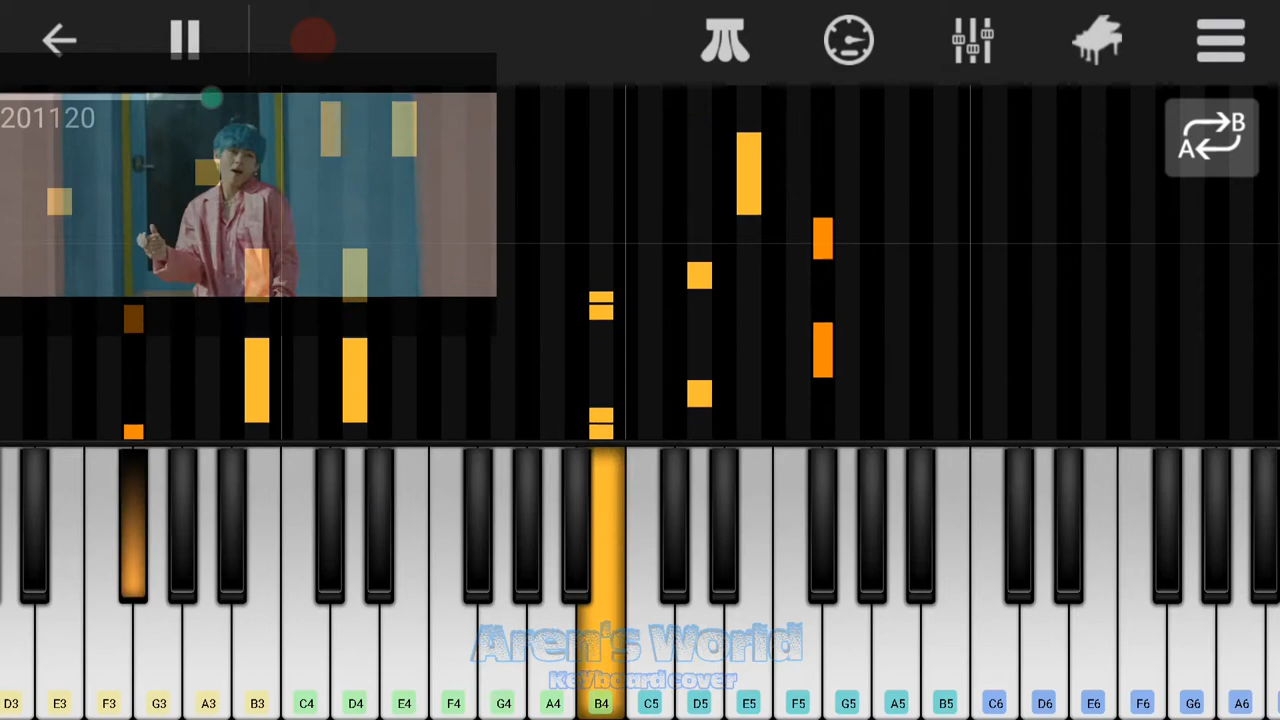 201120
A B
Aren's World
Keyboard cover
D3 E3 F3 G3 A3 B3 C4 D4 E4 F4 G4 A4 B4 C5 D5 E5 F5 G5 A5 B5 C6 D6 E6 F6 G6 A6